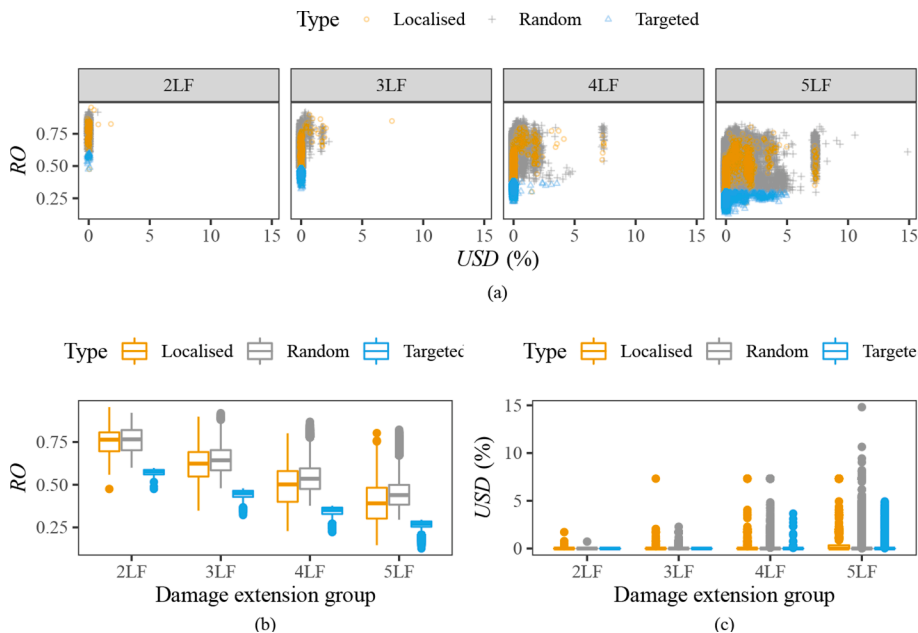 Type Localised Random Targeted
2LF 3LF 4LF 5LF
RO
0.75
0.50
0.25
0 5 10 15 0 5 10 15 0 5 10 15 0 5 10 15
USD (%)
(a)
Type Localised Random Targeted
RO
0.75
0.50
0.25
2LF 3LF 4LF 5LF
Damage extension group
(b)
Type Localised Random Targete
USD (%)
15
10
5
0
2LF 3LF 4LF 5LF
Damage extension group
(c)